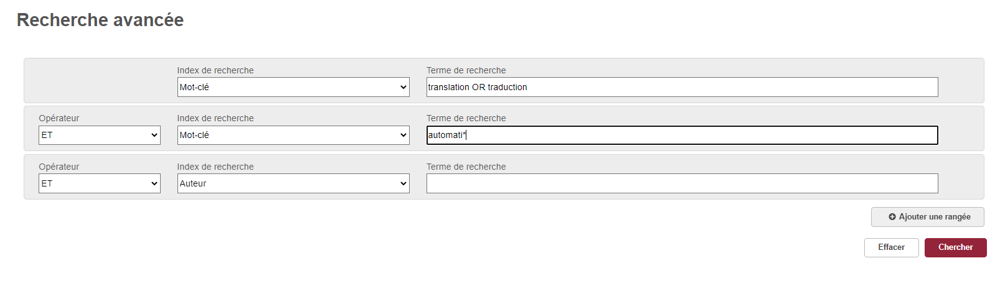 Recherche avancée
Index de recherche Terme de recherche
Mot-clé translation OR traduction
Opérateur Index de recherche Terme de recherche
ET Mot-clé automati*
Opérateur Index de recherche Terme de recherche
ET Auteur
Ajouter une rangée
Effacer Chercher